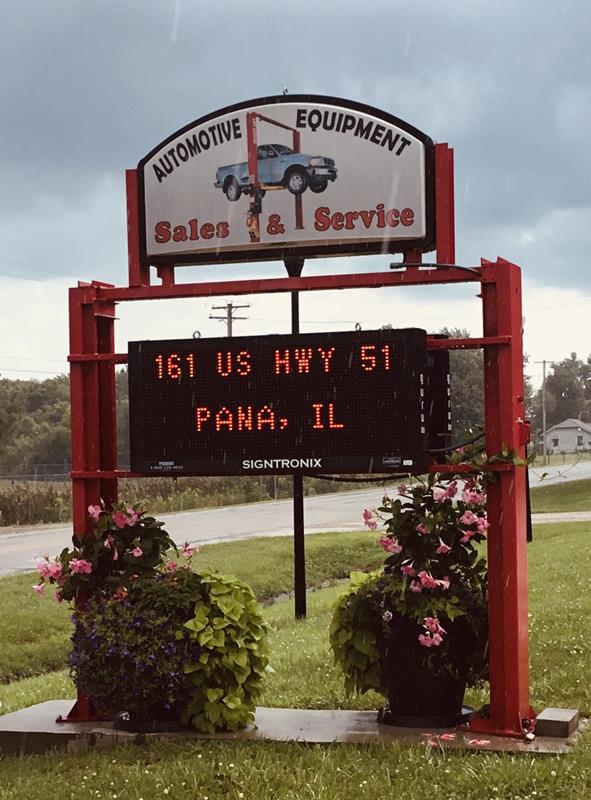 AUTOMOTIVE EQUIPMENT
Sales & Service
161 US HWY 51
PANA, IL
SIGNTRONIX